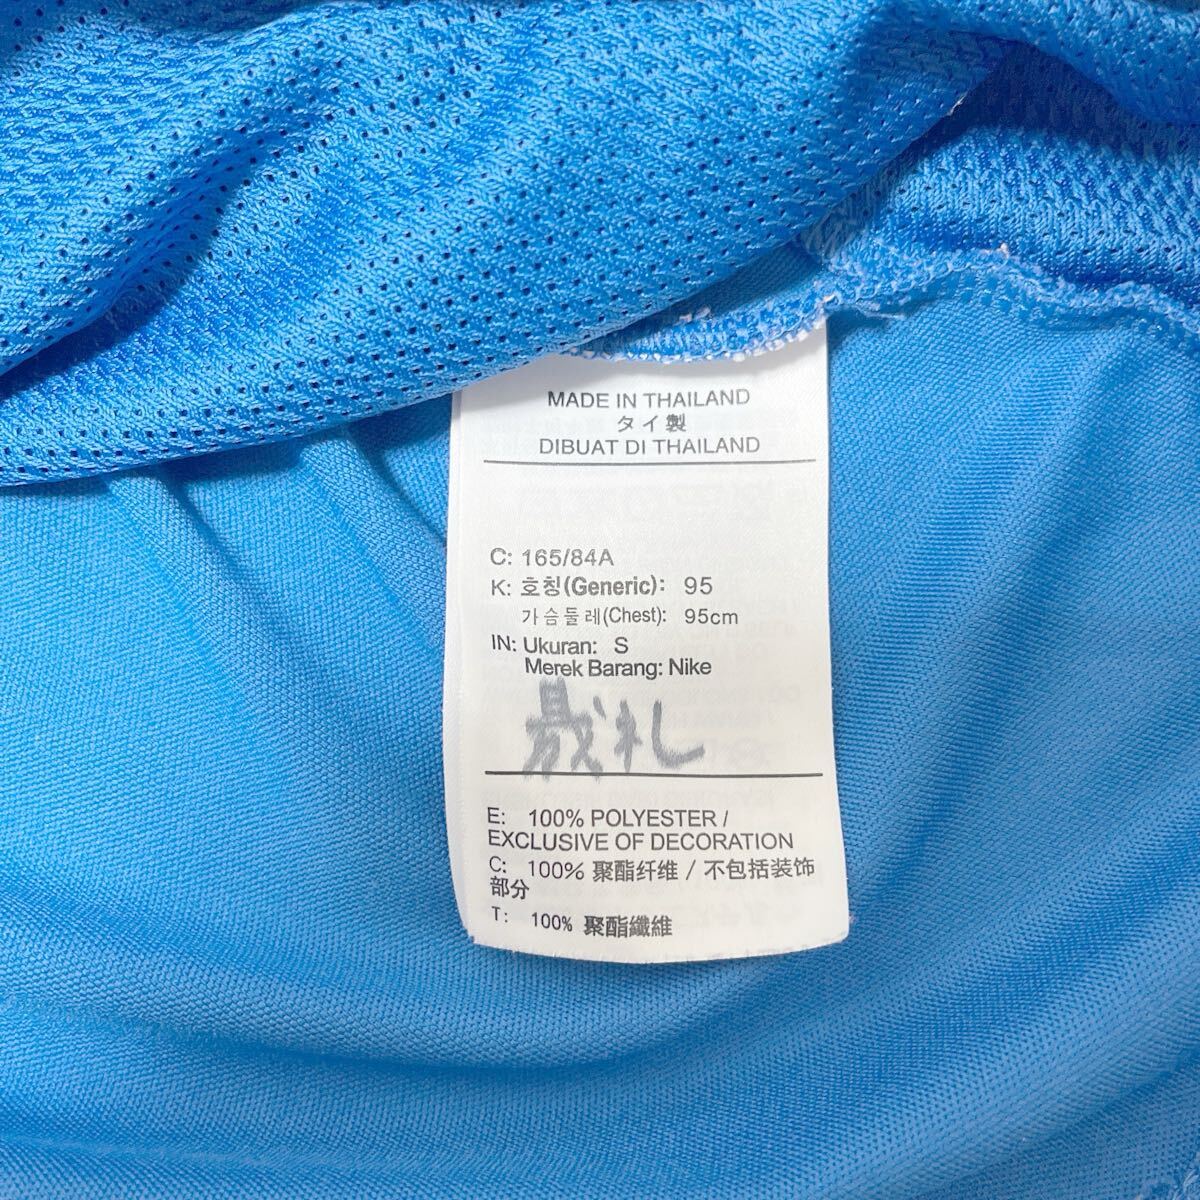 MADE IN THAILAND
タイ製
DIBUAT DI THAILAND
C: 165/84A
K: 호칭(Generic): 95
가슴둘레(Chest): 95cm
IN: Ukuran: S
Merek Barang: Nike
E: 100% POLYESTER /
EXCLUSIVE OF DECORATION
C: 100% 聚酯纤维 / 不包括装饰
部分
T: 100% 聚酯纖維